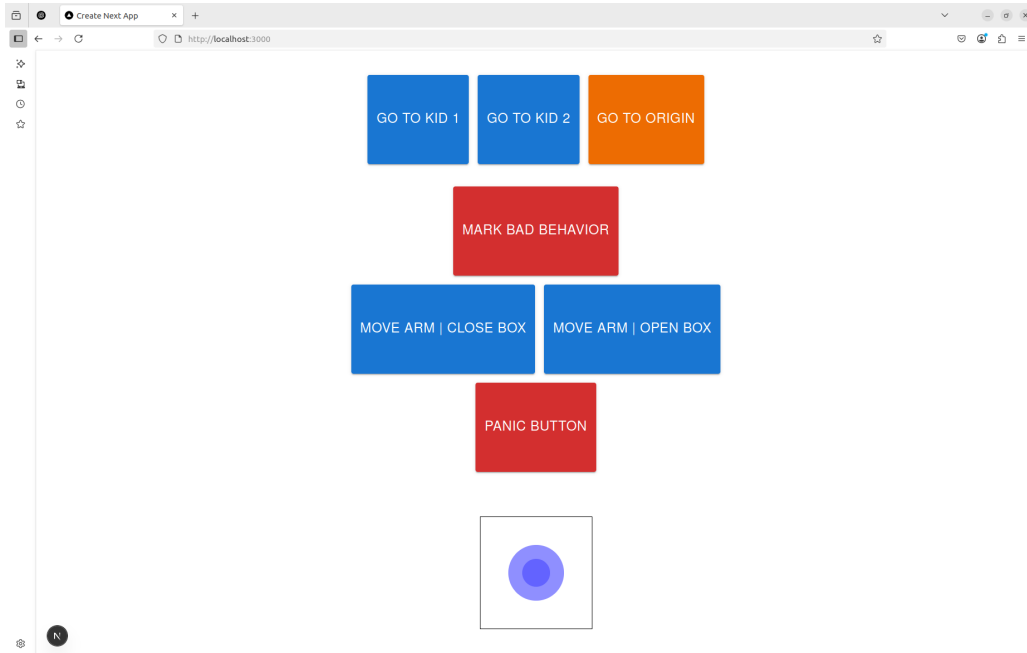 Create Next App
http://localhost:3000
GO TO KID 1
GO TO KID 2
GO TO ORIGIN
MARK BAD BEHAVIOR
MOVE ARM | CLOSE BOX
MOVE ARM | OPEN BOX
PANIC BUTTON
N